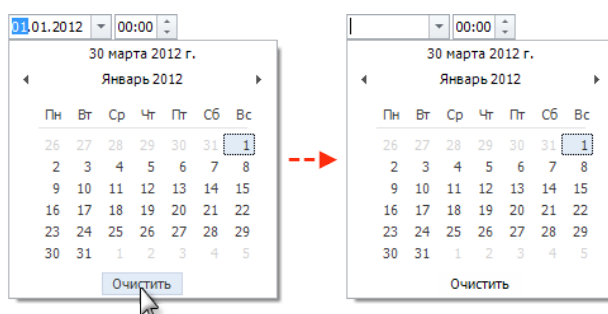 01.01.2012 00:00
30 марта 2012 г.
Январь 2012
Пн Вт Ср Чт Пт Сб Вс
26 27 28 29 30 31 1
2 3 4 5 6 7 8
9 10 11 12 13 14 15
16 17 18 19 20 21 22
23 24 25 26 27 28 29
30 31 1 2 3 4 5
Очистить
00:00
30 марта 2012 г.
Январь 2012
Пн Вт Ср Чт Пт Сб Вс
26 27 28 29 30 31 1
2 3 4 5 6 7 8
9 10 11 12 13 14 15
16 17 18 19 20 21 22
23 24 25 26 27 28 29
30 31 1 2 3 4 5
Очистить